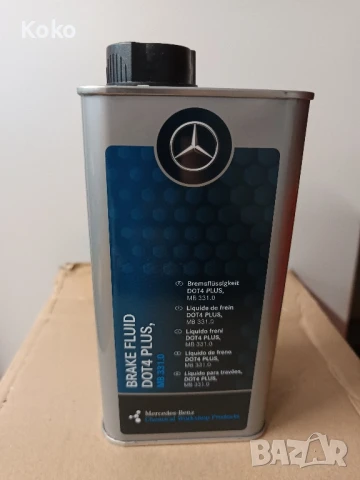 Koko
BRAKE FLUID
DOT4 PLUS,
MB 331.0
Bremsflüssigkeit
DOT4 PLUS,
MB 331.0
Liquide de frein
DOT4 PLUS,
MB 331.0
Liquido freni
DOT4 PLUS,
MB 331.0
Líquido de freno
DOT4 PLUS,
MB 331.0
Líquido para travões,
DOT4 PLUS,
MB 331.0
Mercedes-Benz
Chemical Workshop Products
BAZAR